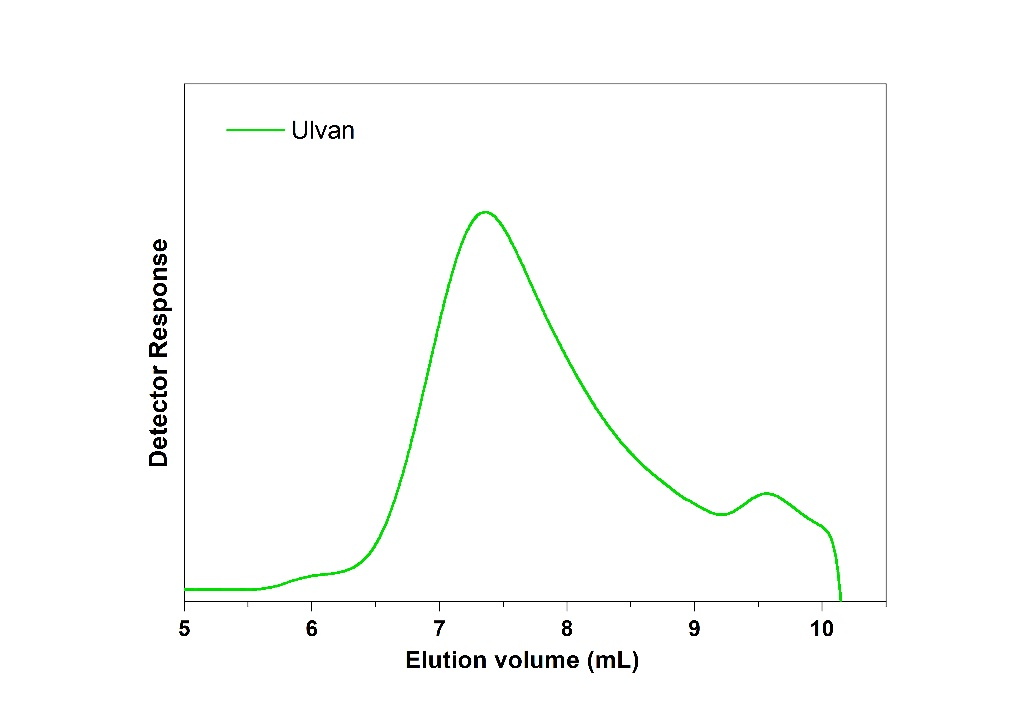 Ulvan
Detector Response
5 6 7 8 9 10
Elution volume (mL)